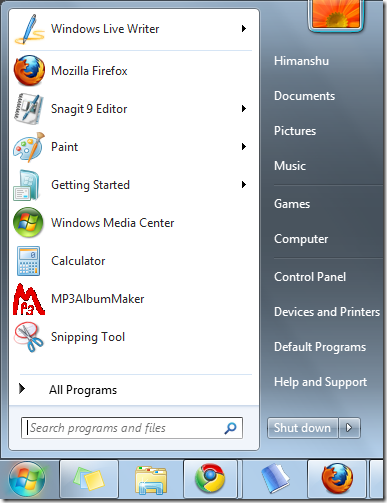 Windows Live Writer
Mozilla Firefox
Snagit 9 Editor
Paint
Getting Started
Windows Media Center
Calculator
MP3AlbumMaker
Snipping Tool
All Programs
Search programs and files
Himanshu
Documents
Pictures
Music
Games
Computer
Control Panel
Devices and Printers
Default Programs
Help and Support
Shut down